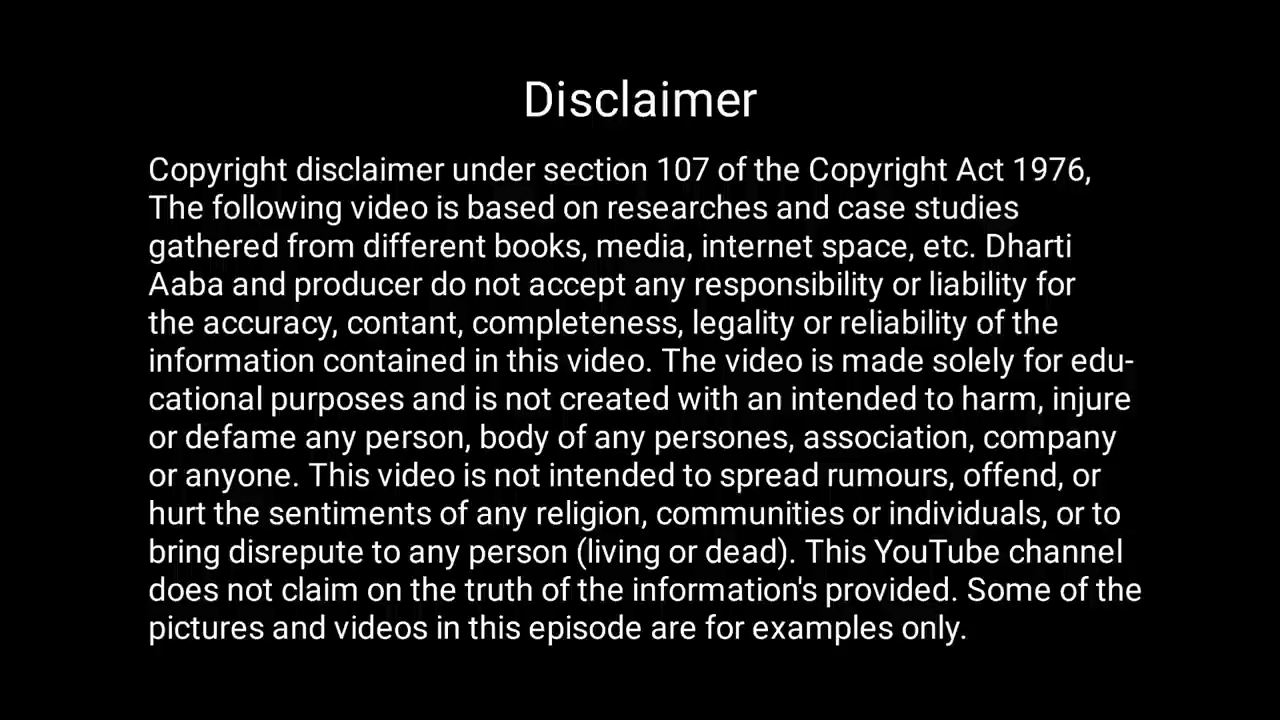 Disclaimer
Copyright disclaimer under section 107 of the Copyright Act 1976,
The following video is based on researches and case studies
gathered from different books, media, internet space, etc. Dharti
Aaba and producer do not accept any responsibility or liability for
the accuracy, contant, completeness, legality or reliability of the
information contained in this video. The video is made solely for edu-
cational purposes and is not created with an intended to harm, injure
or defame any person, body of any persones, association, company
or anyone. This video is not intended to spread rumours, offend, or
hurt the sentiments of any religion, communities or individuals, or to
bring disrepute to any person (living or dead). This YouTube channel
does not claim on the truth of the information's provided. Some of the
pictures and videos in this episode are for examples only.